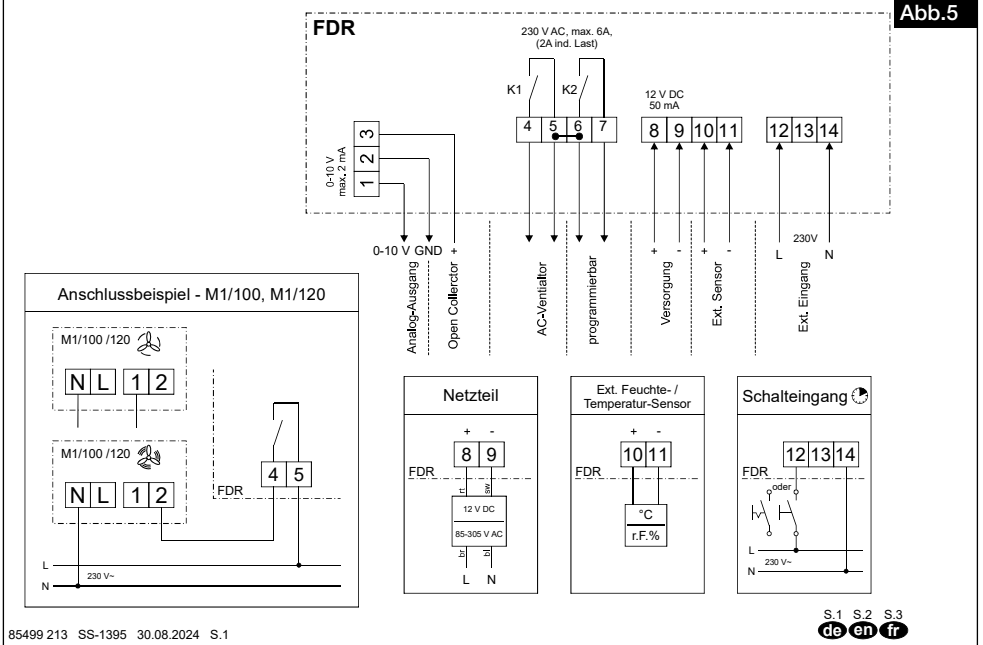 Abb.5
FDR
230 V AC, max. 6A,
(2A ind. Last)
K1 K2
12 V DC
50 mA
4 5 6 7
8 9 10 11
12 13 14
3
2
1
0-10 V
max. 2 mA
0-10 V GND +
+ - + -
230V
L N
Analog-Ausgang
Open Collerctor
AC-Ventialtor
programmierbar
Versorgung
Ext. Sensor
Ext. Eingang
Anschlussbeispiel - M1/100, M1/120
M1/100 /120
N L 1 2
M1/100 /120
N L 1 2
4 5
FDR
L
230 V~
N
Netzteil
+ -
8 9
FDR
rt sw
12 V DC
85-305 V AC
br bl
L N
Ext. Feuchte- /
Temperatur-Sensor
+ -
10 11
FDR
°C
r.F.%
Schalteingang
12 13 14
FDR
oder
L
230 V~
N
85499 213 SS-1395 30.08.2024 S.1
S.1 S.2 S.3
de en fr